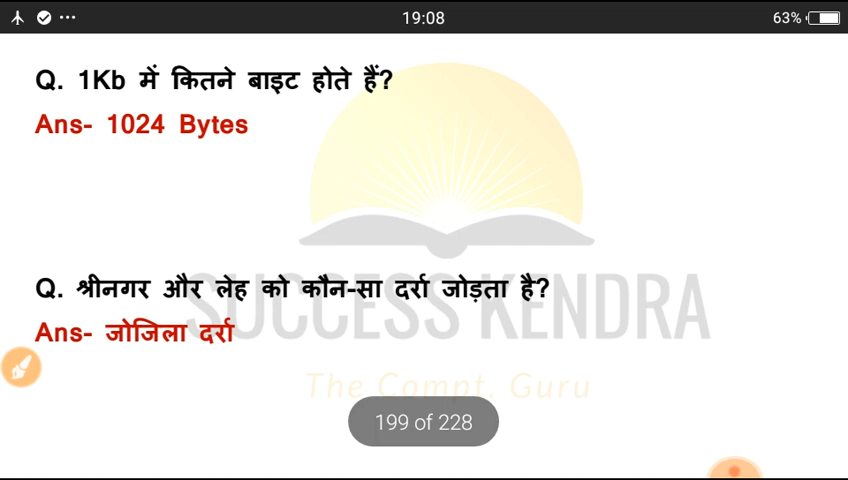 19:08
63%
Q. 1Kb में कितने बाइट होते हैं?
Ans- 1024 Bytes
Q. श्रीनगर और लेह को कौन-सा दर्रा जोड़ता है?
SUCCESS KENDRA
Ans- जोजिला दर्रा
The Compt. Guru
199 of 228